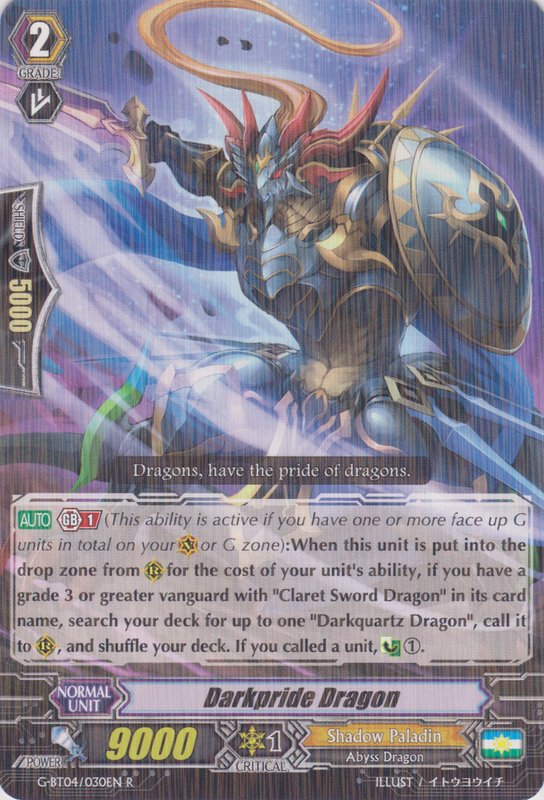 2
GRADE
SHIELD
5000
Dragons, have the pride of dragons.
AUTO GB 1 (This ability is active if you have one or more face up G
units in total on your V or G zone):When this unit is put into the
drop zone from R for the cost of your unit's ability, if you have a
grade 3 or greater vanguard with "Claret Sword Dragon" in its card
name, search your deck for up to one "Darkquartz Dragon", call it
to R, and shuffle your deck. If you called a unit, ①.
NORMAL
UNIT
Darkpride Dragon
POWER
9000
1
CRITICAL
Shadow Paladin
Abyss Dragon
G-BT04/030EN R
ILLUST / イトウヨウイチ